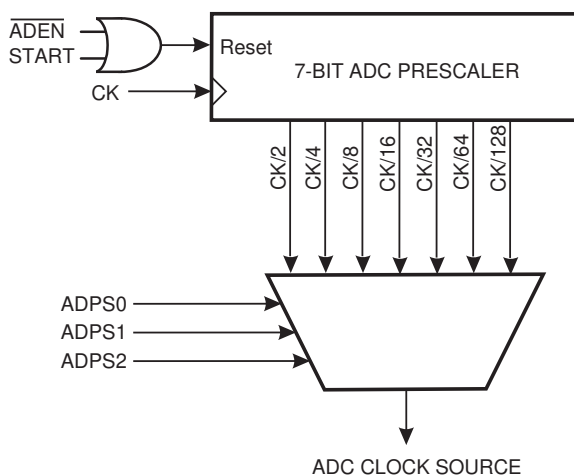 ADEN
START
Reset
7-BIT ADC PRESCALER
CK
CK/2
CK/4
CK/8
CK/16
CK/32
CK/64
CK/128
ADPS0
ADPS1
ADPS2
ADC CLOCK SOURCE